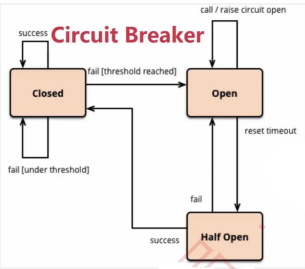 call / raise circuit open
success
Circuit Breaker
fail [threshold reached]
Closed
Open
reset timeout
fail [under threshold]
fail
success
Half Open